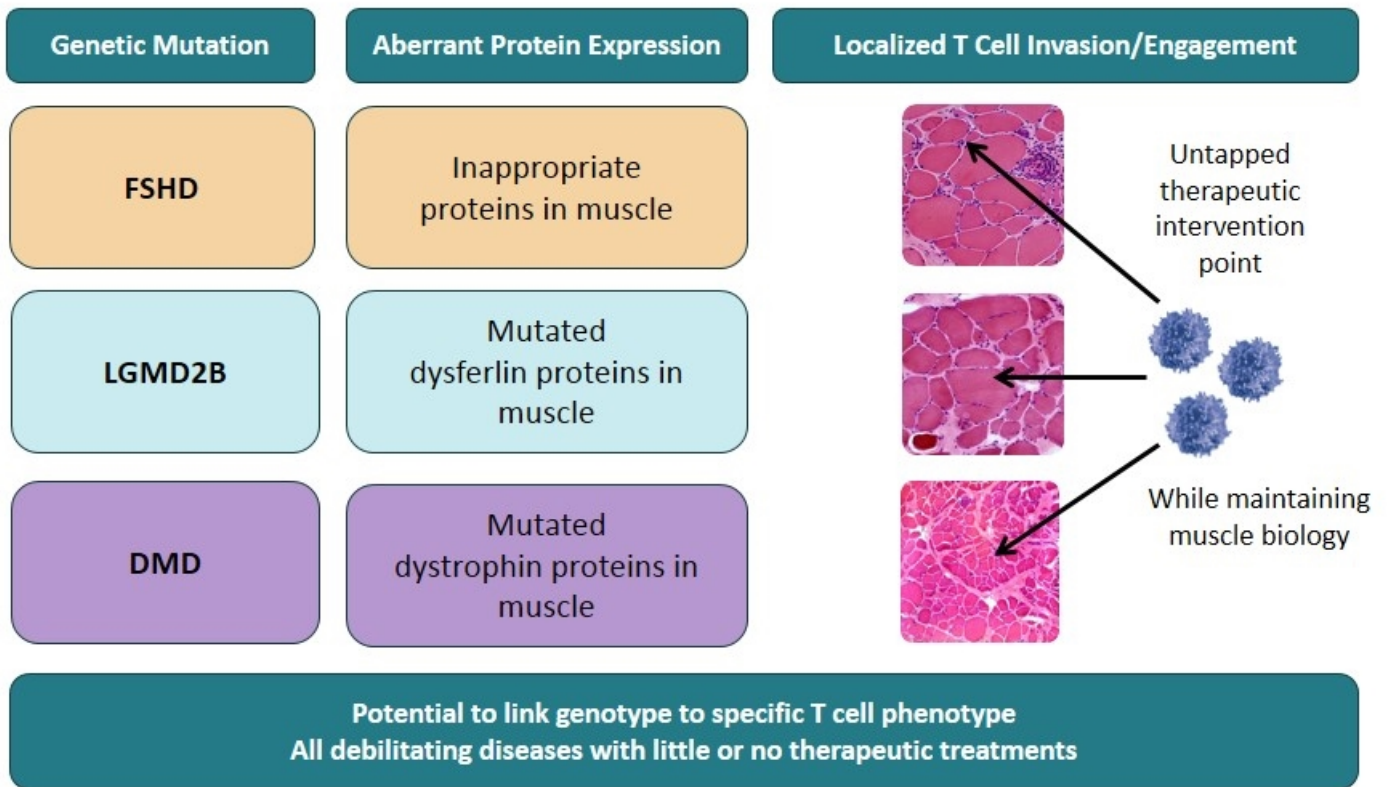 Genetic Mutation
Aberrant Protein Expression
Localized T Cell Invasion/Engagement
FSHD
Inappropriate
proteins in muscle
Untapped
therapeutic
intervention
point
LGMD2B
Mutated
dysferlin proteins in
muscle
DMD
Mutated
dystrophin proteins in
muscle
While maintaining
muscle biology
Potential to link genotype to specific T cell phenotype
All debilitating diseases with little or no therapeutic treatments